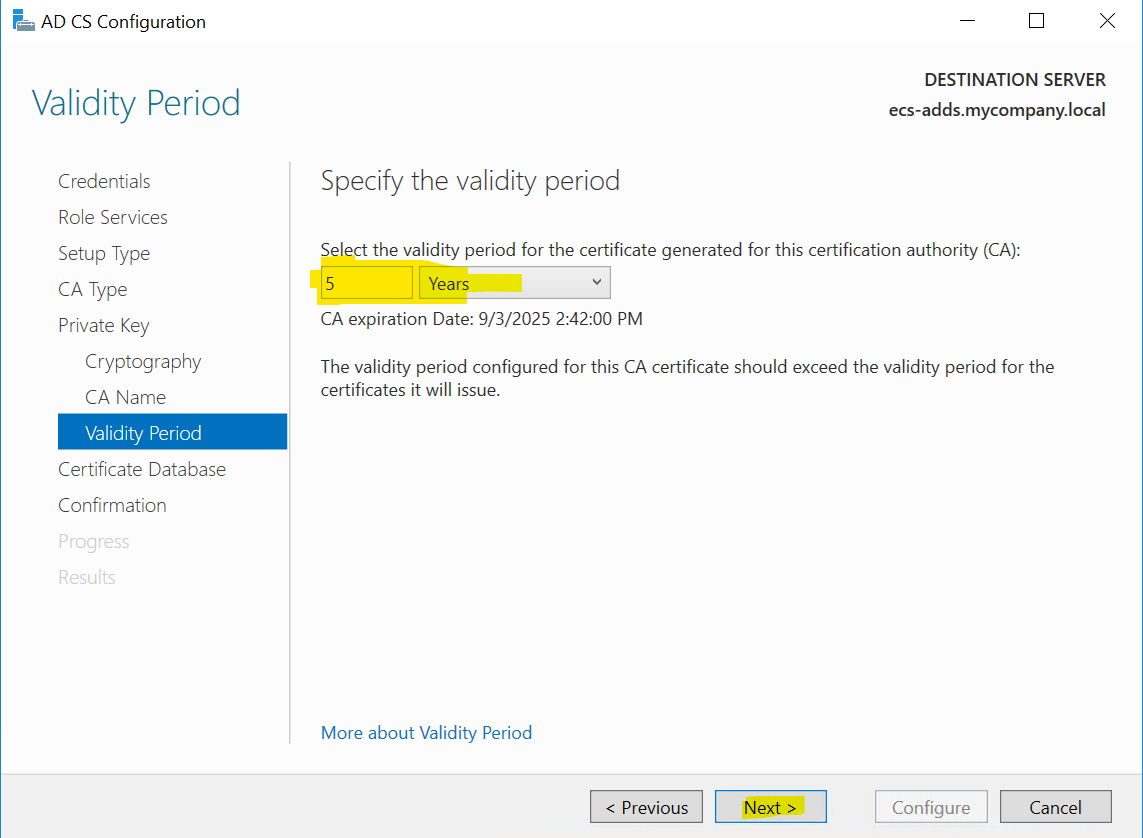 AD CS Configuration
Validity Period
DESTINATION SERVER
ecs-adds.mycompany.local
Credentials
Role Services
Setup Type
CA Type
Private Key
Cryptography
CA Name
Validity Period
Certificate Database
Confirmation
Progress
Results
Specify the validity period
Select the validity period for the certificate generated for this certification authority (CA):
5 Years
CA expiration Date: 9/3/2025 2:42:00 PM
The validity period configured for this CA certificate should exceed the validity period for the
certificates it will issue.
More about Validity Period
< Previous Next > Configure Cancel